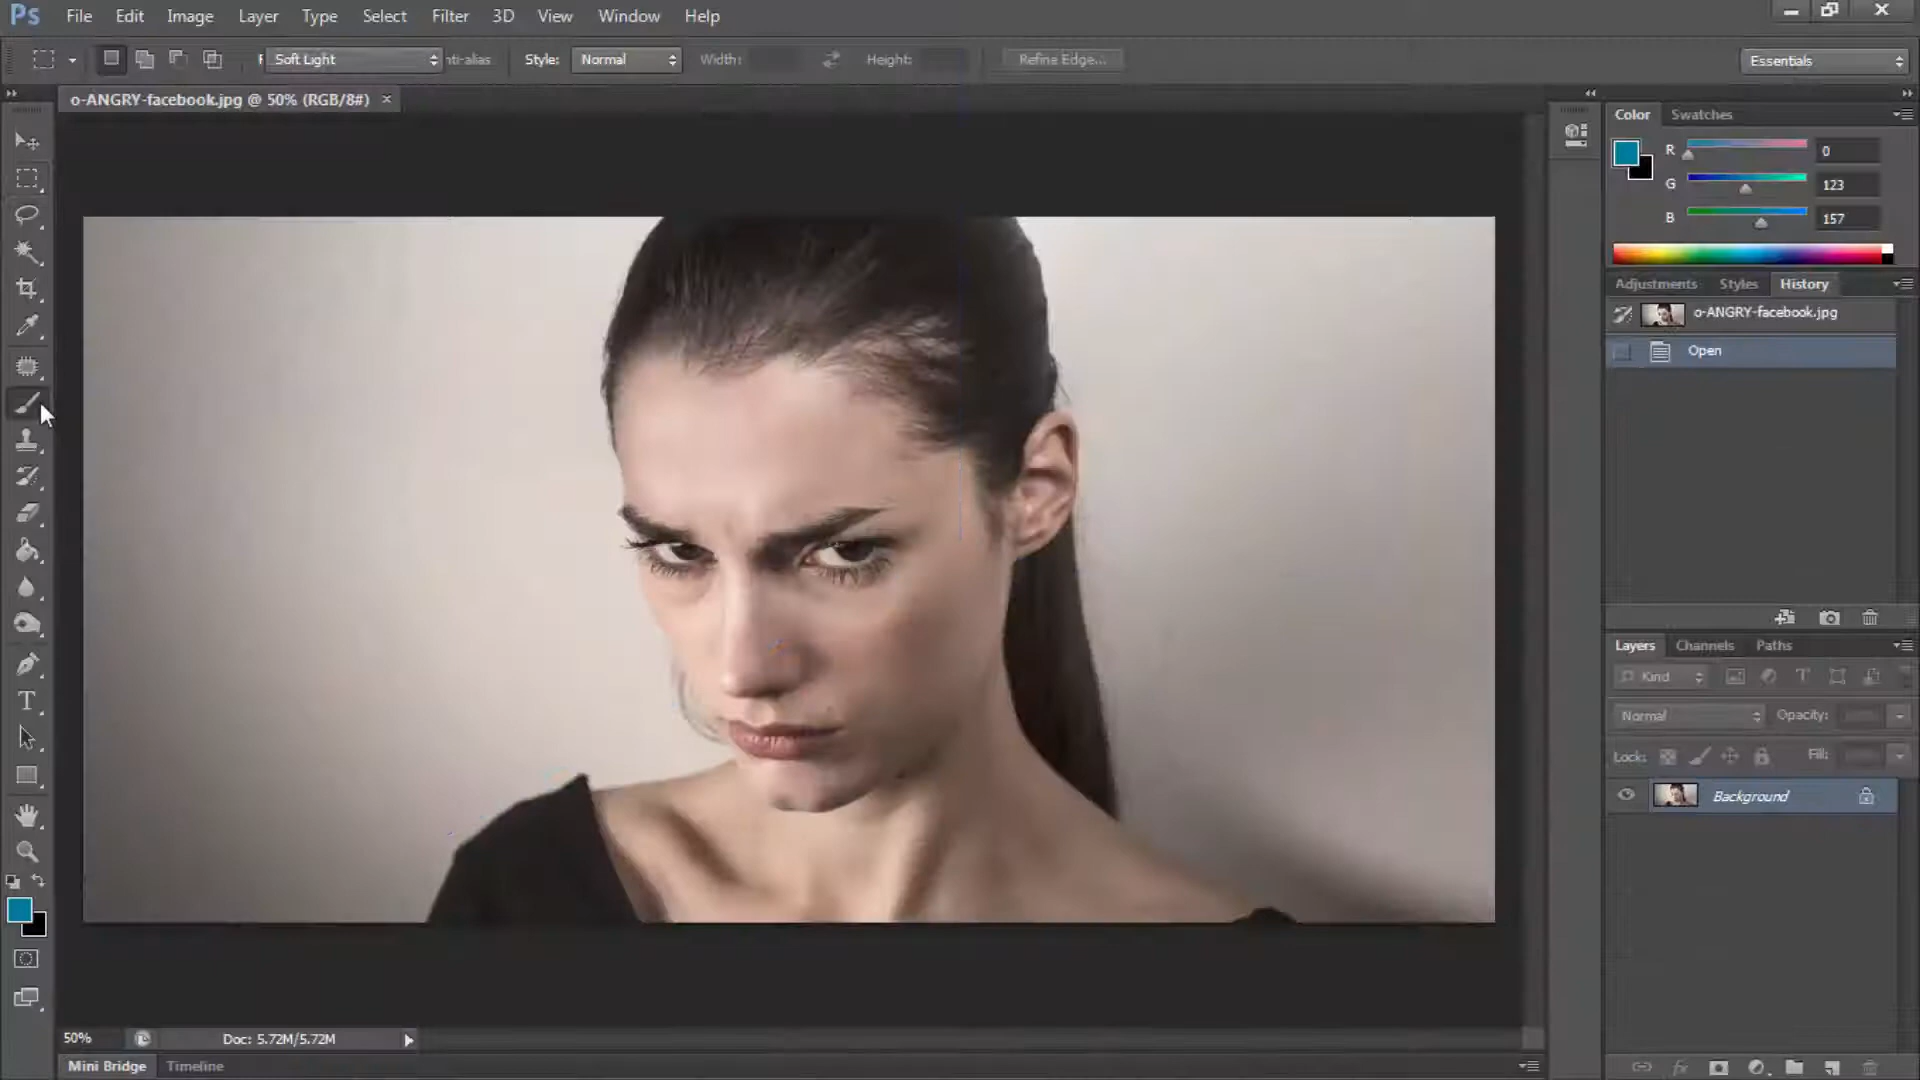 Ps File Edit Image Layer Type Select Filter 3D View Window Help
Soft Light nti-alias Style: Normal Width: Height: Refine Edge... Essentials
o-ANGRY-facebook.jpg @ 50% (RGB/8#) ×
Color Swatches
R 0
G 123
B 157
Adjustments Styles History
o-ANGRY-facebook.jpg
Open
Layers Channels Paths
Kind
Normal Opacity:
Lock: Fill:
Background
50% Doc: 5.72M/5.72M
Mini Bridge Timeline